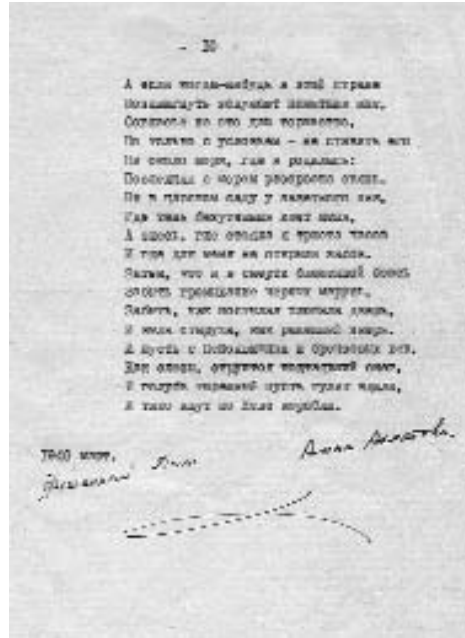 А если когда-нибудь в этой стране
Воздвигнуть задумают памятник мне,
Согласье на это даю торжество,
Но только с условьем - не ставить его
Ни около моря, где я родилась:
Последняя с морем разорвана связь,
Ни в царском саду у заветного пня,
Где тень безутешная ищет меня,
А здесь, где стояла я триста часов
И где для меня не открыли засов.
Затем, что и в смерти блаженной боюсь
Забыть громыхание черных марусь,
Забыть, как постылая хлопала дверь,
И выла старуха, как раненый зверь.
И пусть с неподвижных и бронзовых век,
Как слезы, струится подтаявший снег,
И голубь тюремный пусть гулит вдали,
И тихо идут по Неве корабли.
Анна Ахматова
1940 март.
Фонтанный Дом